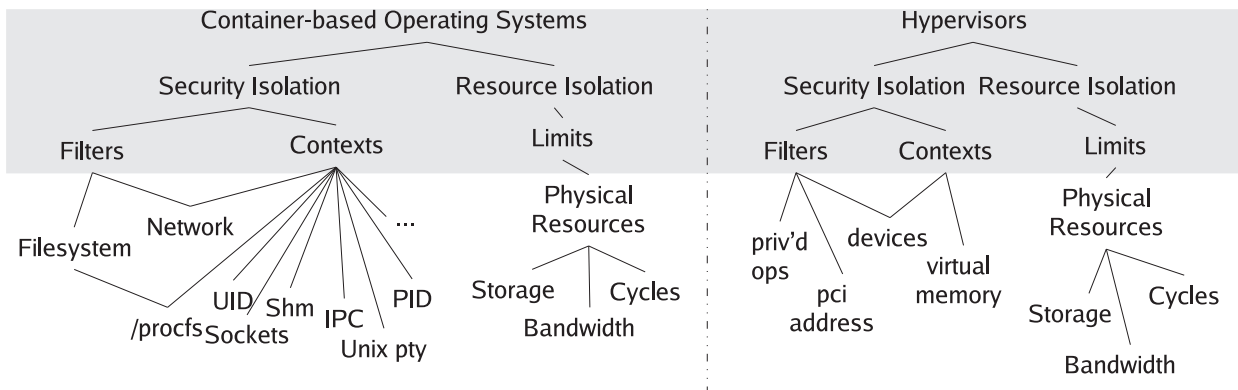 Container-based Operating Systems
Security Isolation
Resource Isolation
Filters
Contexts
Limits
Network
Filesystem
/procfs
UID
Sockets
Shm
IPC
Unix pty
PID
...
Physical
Resources
Storage
Bandwidth
Cycles
Hypervisors
Security Isolation
Resource Isolation
Filters
Contexts
Limits
priv'd
ops
pci
address
devices
virtual
memory
Physical
Resources
Storage
Bandwidth
Cycles